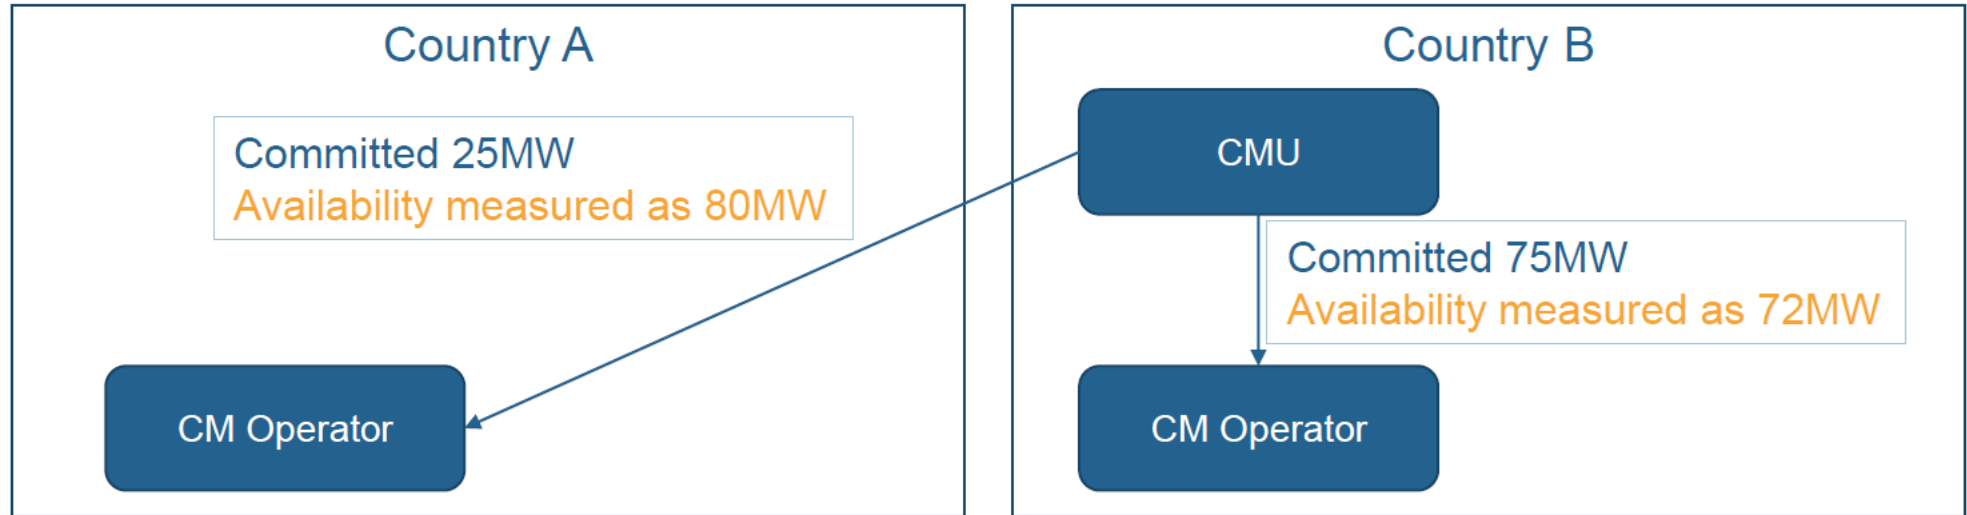 Country A
Committed 25MW
Availability measured as 80MW
CM Operator
Country B
CMU
Committed 75MW
Availability measured as 72MW
CM Operator